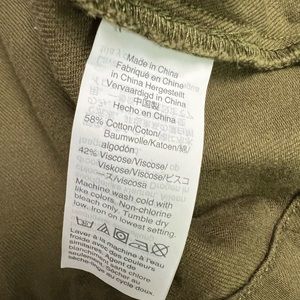 Made in China
Fabriqué en Chine
in China Hergestellt
Vervaardigd in China
中国製
Hecho en China
58% Cotton/Coton/
Baumwolle/Katoen/綿/
algodón
42% Viscose/Viscose/
Viskose/Viscose/ビスコ
ース/viscosa
Machine wash cold with
like colors. Non-chlorine
bleach only. Tumble dry
low. Iron on lowest setting.
Laver à la machine à l'eau
froide avec des couleurs
similaires. Agent de
blanchiment sans chlore
seulement. Séchage
cycle doux.